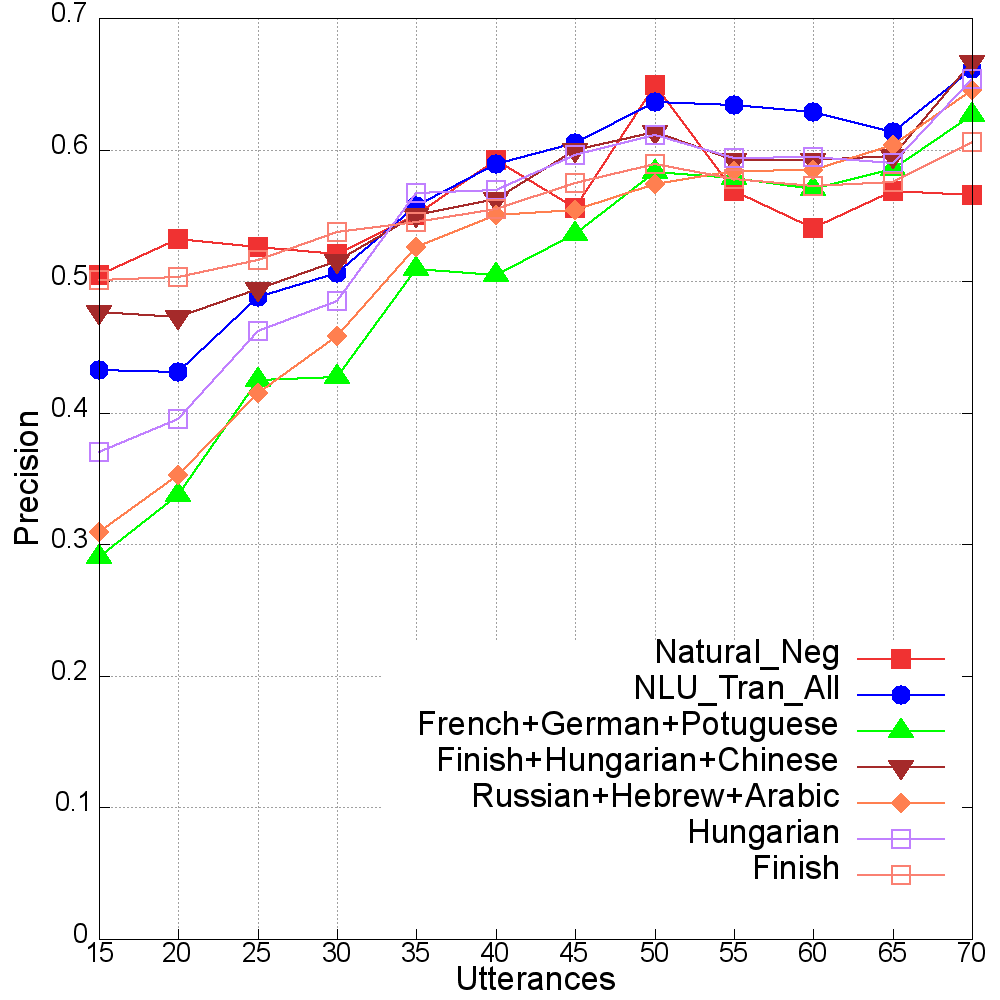 0.7
0.6
0.5
0.4
0.3
0.2
0.1
0
Precision
Natural_Neg
NLU_Tran_All
French+German+Potuguese
Finish+Hungarian+Chinese
Russian+Hebrew+Arabic
Hungarian
Finish
15 20 25 30 35 40 45 50 55 60 65 70
Utterances